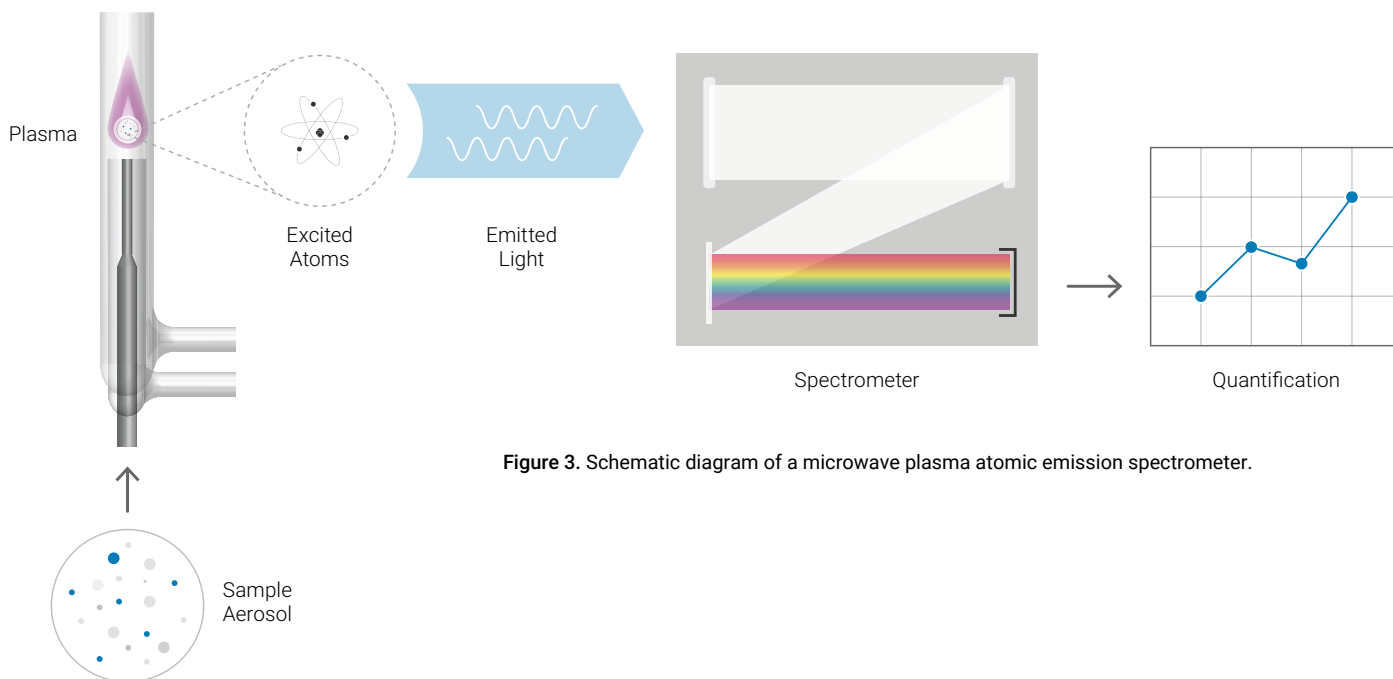 Plasma
Excited
Atoms
Emitted
Light
Spectrometer
Quantification
Figure 3. Schematic diagram of a microwave plasma atomic emission spectrometer.
Sample
Aerosol